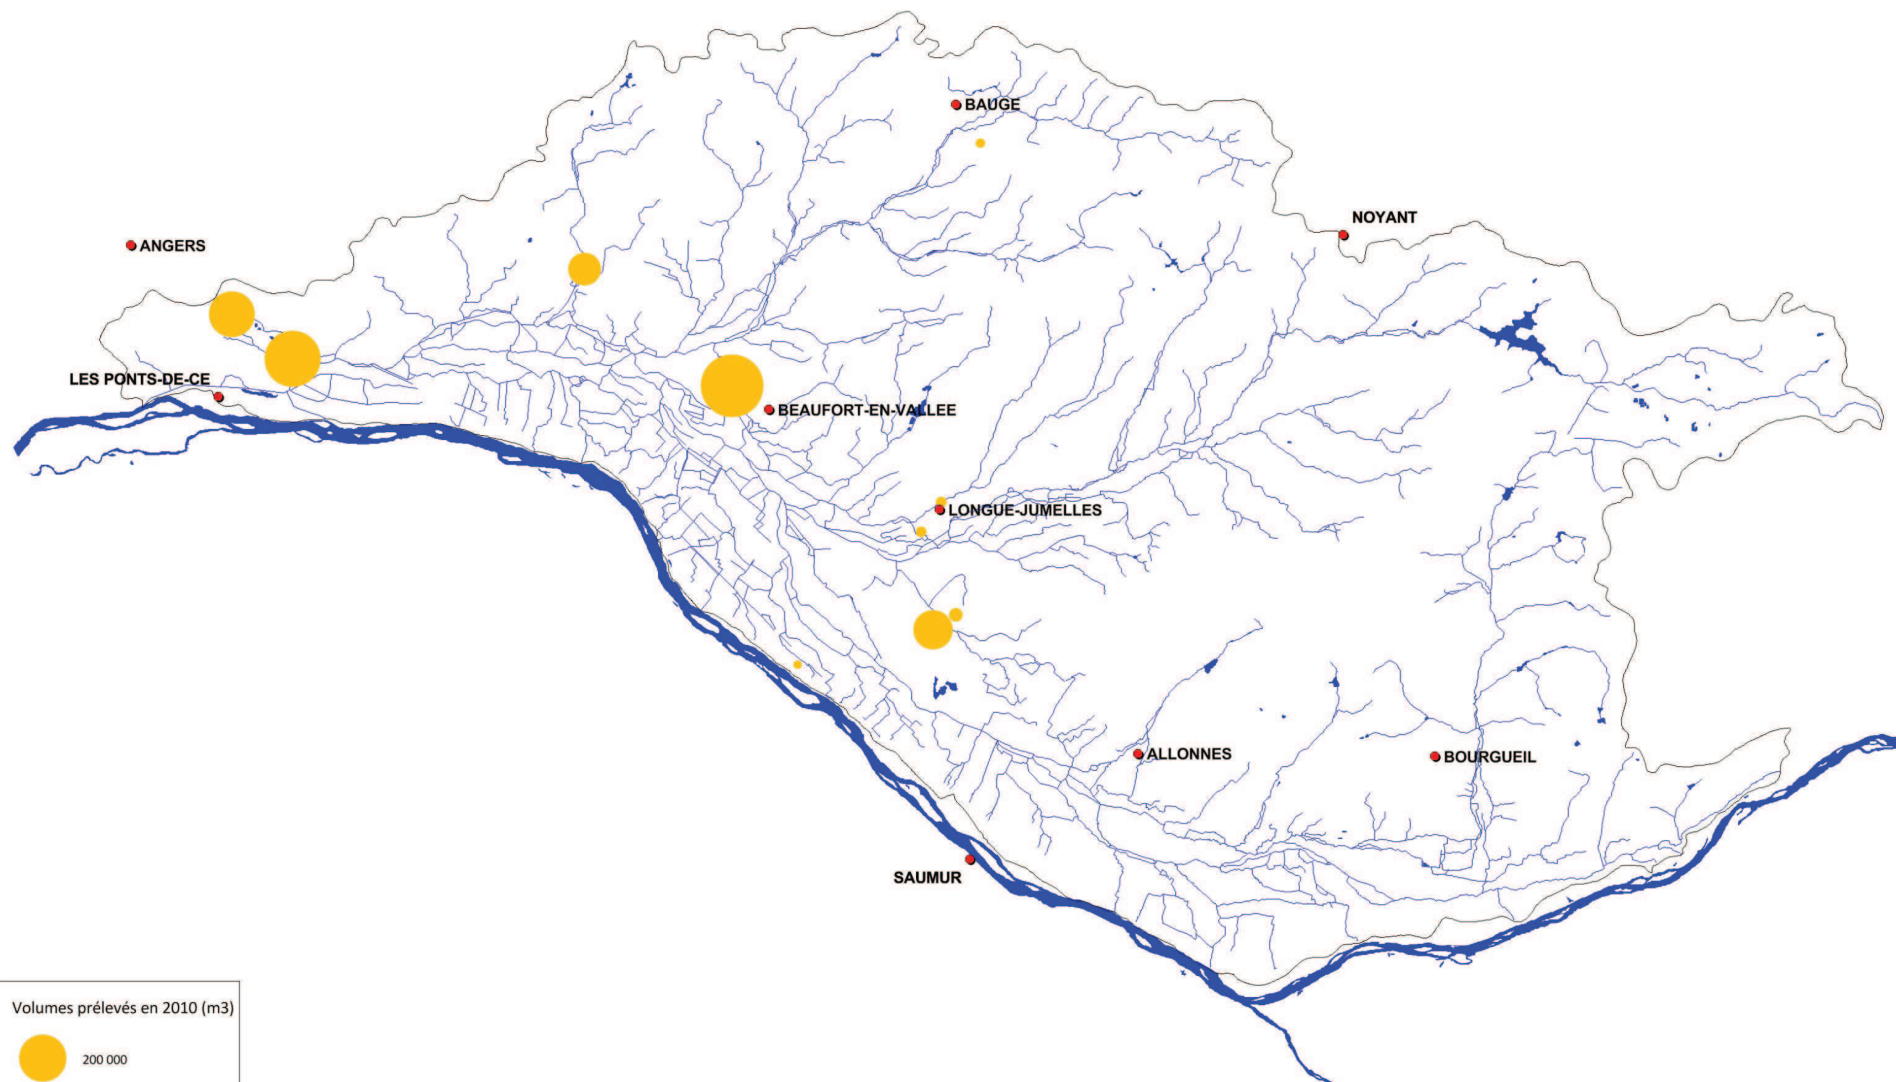 BAUGE
NOYANT
ANGERS
LES PONTS-DE-CE
BEAUFORT-EN-VALLEE
LONGUE-JUMELLES
ALLONNES
BOURGUEIL
SAUMUR
Volumes prélevés en 2010 (m3)
200 000